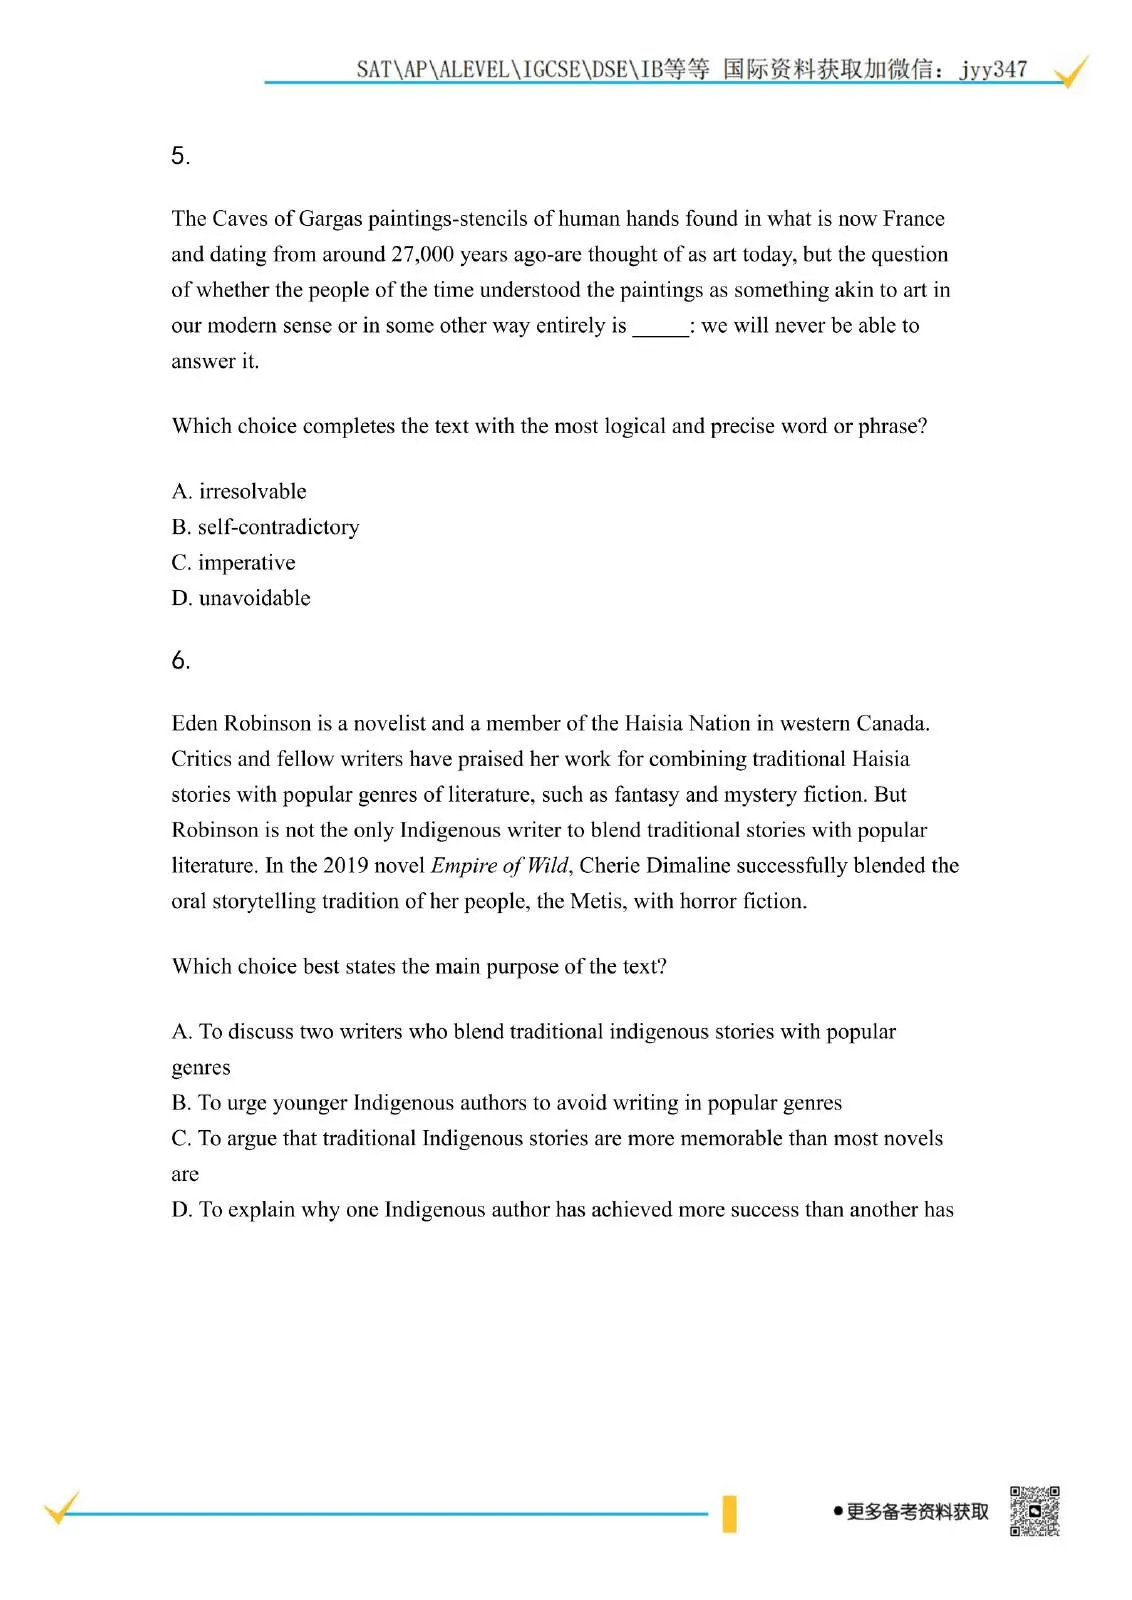 SAT\AP\ALEVEL\IGCSE\DSE\IB等等 国际资料获取加微信：jyy347
5.
The Caves of Gargas paintings-stencils of human hands found in what is now France
and dating from around 27,000 years ago-are thought of as art today, but the question
of whether the people of the time understood the paintings as something akin to art in
our modern sense or in some other way entirely is _____: we will never be able to
answer it.
Which choice completes the text with the most logical and precise word or phrase?
A. irresolvable
B. self-contradictory
C. imperative
D. unavoidable
6.
Eden Robinson is a novelist and a member of the Haisia Nation in western Canada.
Critics and fellow writers have praised her work for combining traditional Haisia
stories with popular genres of literature, such as fantasy and mystery fiction. But
Robinson is not the only Indigenous writer to blend traditional stories with popular
literature. In the 2019 novel Empire of Wild, Cherie Dimaline successfully blended the
oral storytelling tradition of her people, the Metis, with horror fiction.
Which choice best states the main purpose of the text?
A. To discuss two writers who blend traditional indigenous stories with popular
genres
B. To urge younger Indigenous authors to avoid writing in popular genres
C. To argue that traditional Indigenous stories are more memorable than most novels
are
D. To explain why one Indigenous author has achieved more success than another has
●更多备考资料获取